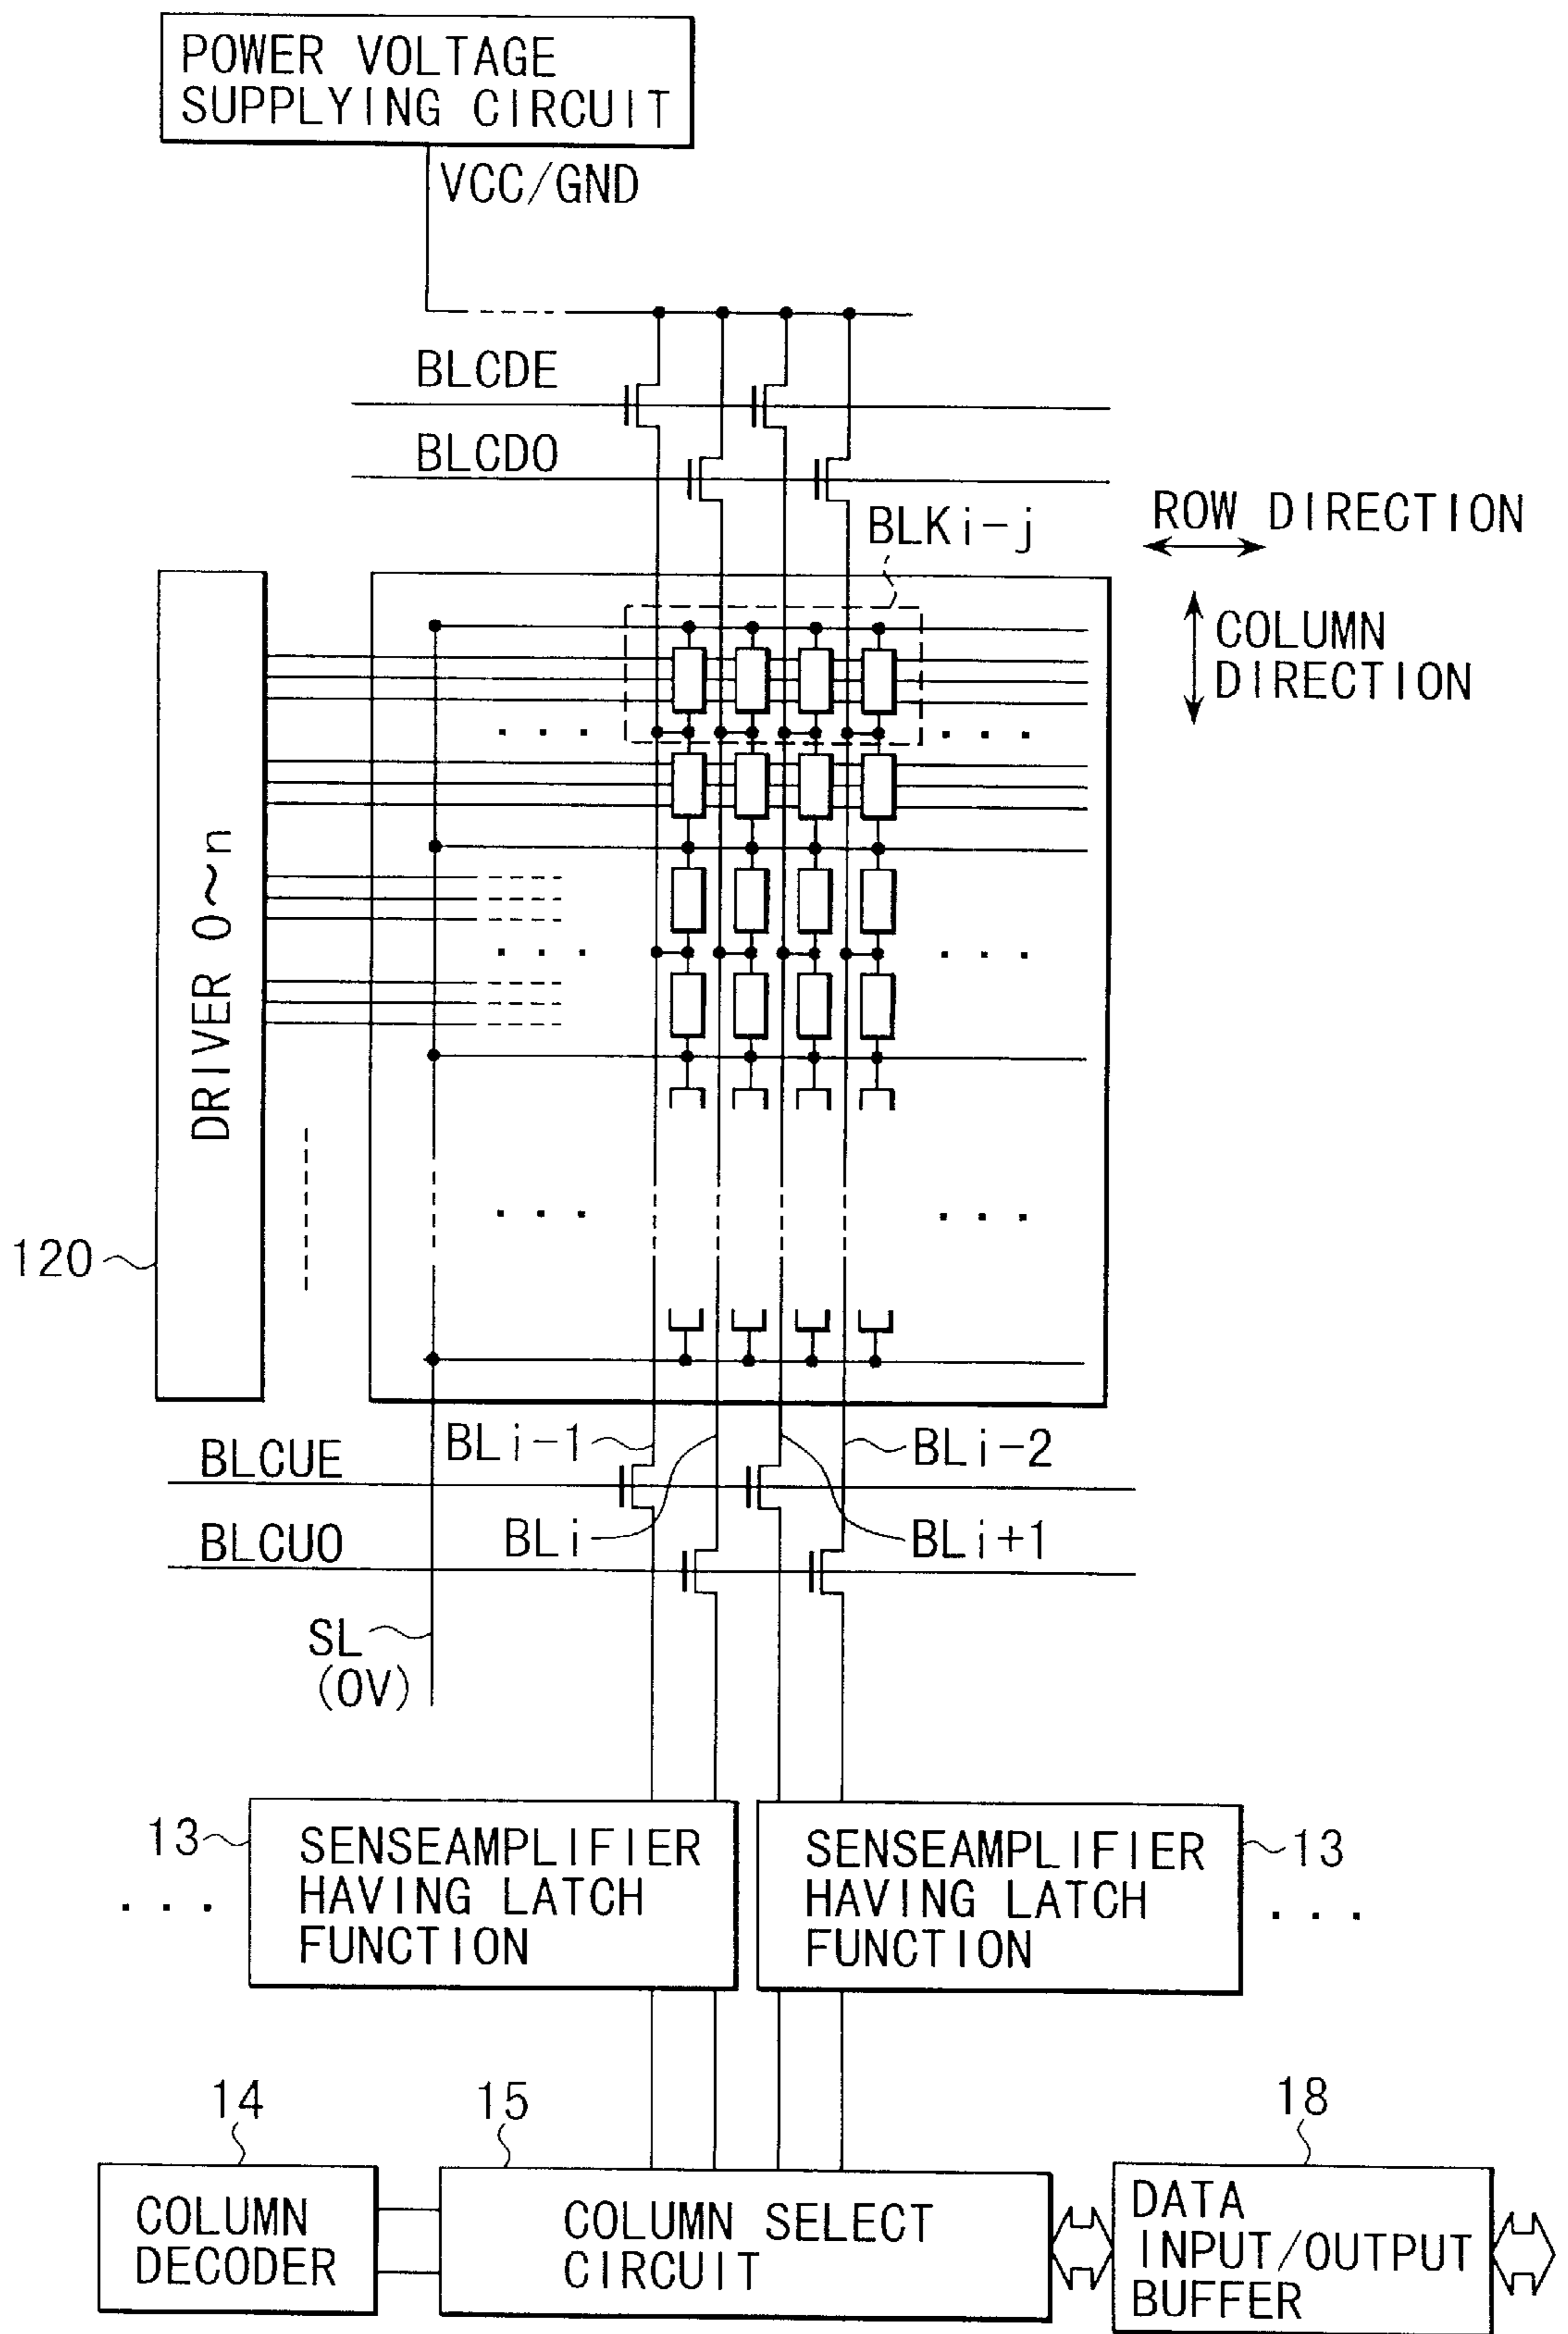 POWER VOLTAGE
SUPPLYING CIRCUIT
VCC/GND
BLCDE
BLCDO
BLKi-j
ROW DIRECTION
COLUMN
DIRECTION
DRIVER 0~n
120
BLi-1
BLi-2
BLCUE
BLi
BLi+1
BLCUO
SL
(0V)
13
SENSEAMPLIFIER
HAVING LATCH
FUNCTION
SENSEAMPLIFIER
HAVING LATCH
FUNCTION
13
14
15
18
COLUMN
DECODER
COLUMN SELECT
CIRCUIT
DATA
INPUT/OUTPUT
BUFFER